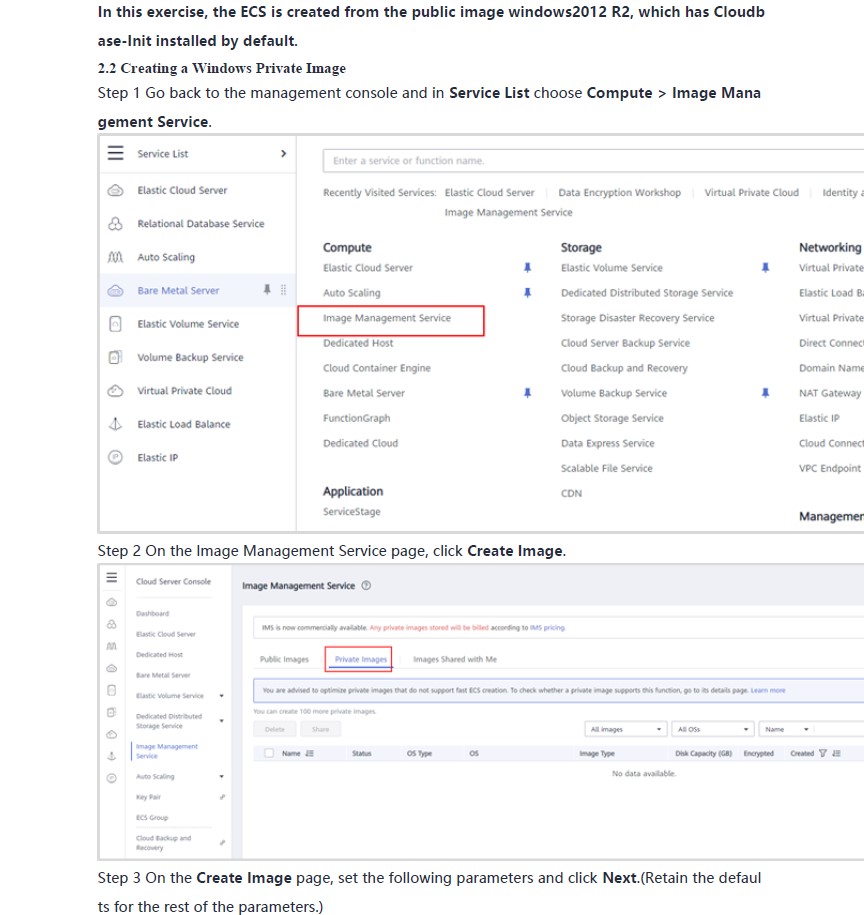 In this exercise, the ECS is created from the public image windows2012 R2, which has Cloudb
ase-Init installed by default.
2.2 Creating a Windows Private Image
Step 1 Go back to the management console and in Service List choose Compute > Image Mana
gement Service.
Service List
Elastic Cloud Server
Relational Database Service
Auto Scaling
Bare Metal Server
Elastic Volume Service
Volume Backup Service
Virtual Private Cloud
Elastic Load Balance
Elastic IP
Enter a service or function name.
Recently Visited Services: Elastic Cloud Server Data Encryption Workshop Virtual Private Cloud Identity a
Image Management Service
Compute
Elastic Cloud Server
Auto Scaling
Image Management Service
Dedicated Host
Cloud Container Engine
Bare Metal Server
FunctionGraph
Dedicated Cloud
Application
ServiceStage
Storage
Elastic Volume Service
Dedicated Distributed Storage Service
Storage Disaster Recovery Service
Cloud Server Backup Service
Cloud Backup and Recovery
Volume Backup Service
Object Storage Service
Data Express Service
Scalable File Service
CDN
Networking
Virtual Private
Elastic Load Ba
Virtual Private
Direct Connect
Domain Name
NAT Gateway
Elastic IP
Cloud Connect
VPC Endpoint
Managemen
Step 2 On the Image Management Service page, click Create Image.
Cloud Server Console
Dashboard
Elastic Cloud Server
Dedicated Host
Bare Metal Server
Elastic Volume Service
Dedicated Distributed
Storage Service
Image Management
Service
Auto Scaling
Key Pair
ECS Group
Cloud Backup and
Recovery
Image Management Service
IMS is now commercially available. Any private images stored will be billed according to IMS pricing.
Public Images Private Images Images Shared with Me
You are advised to optimize private images that do not support fast ECS creation. To check whether a private image supports this function, go to its details page. Learn more
You can create 100 more private images.
Delete Share All images All OSs Name
Name Status OS Type OS Image Type Disk Capacity (GB) Encrypted Created
No data available.
Step 3 On the Create Image page, set the following parameters and click Next.(Retain the defaul
ts for the rest of the parameters.)